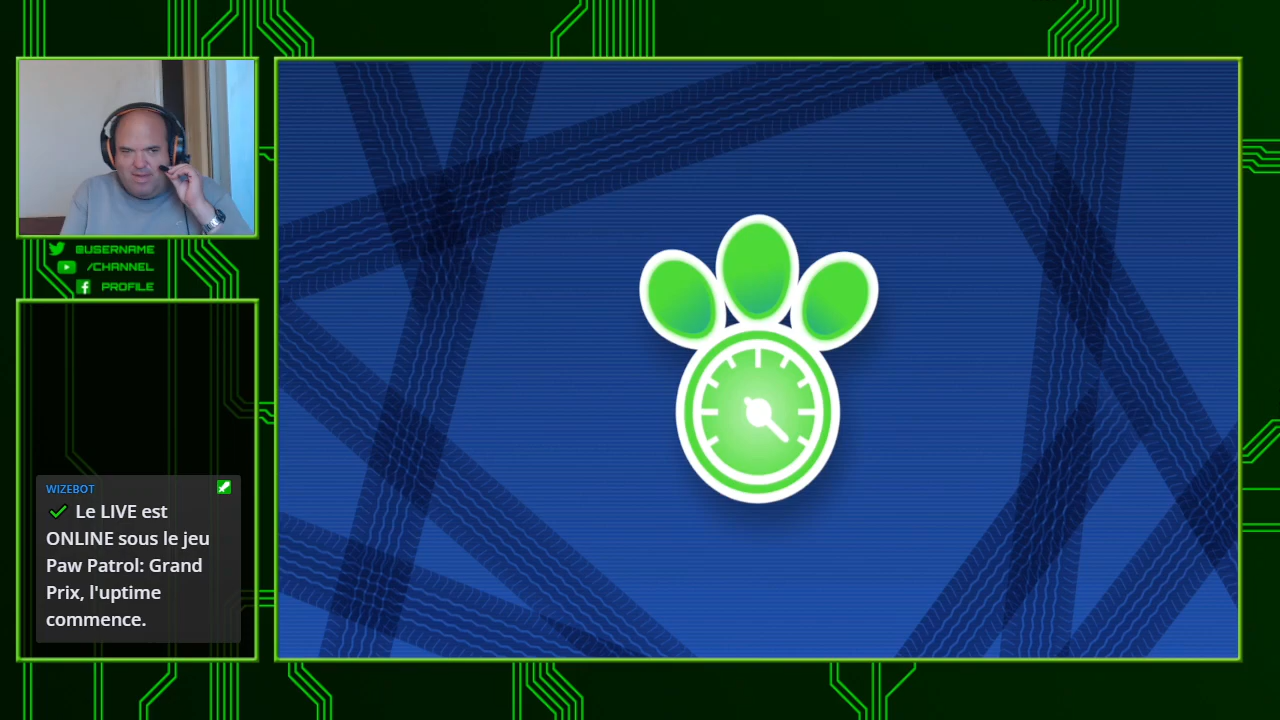 @USERNAME
/CHANNEL
PROFILE
WIZEBOT
Le LIVE est
ONLINE sous le jeu
Paw Patrol: Grand
Prix, l'uptime
commence.